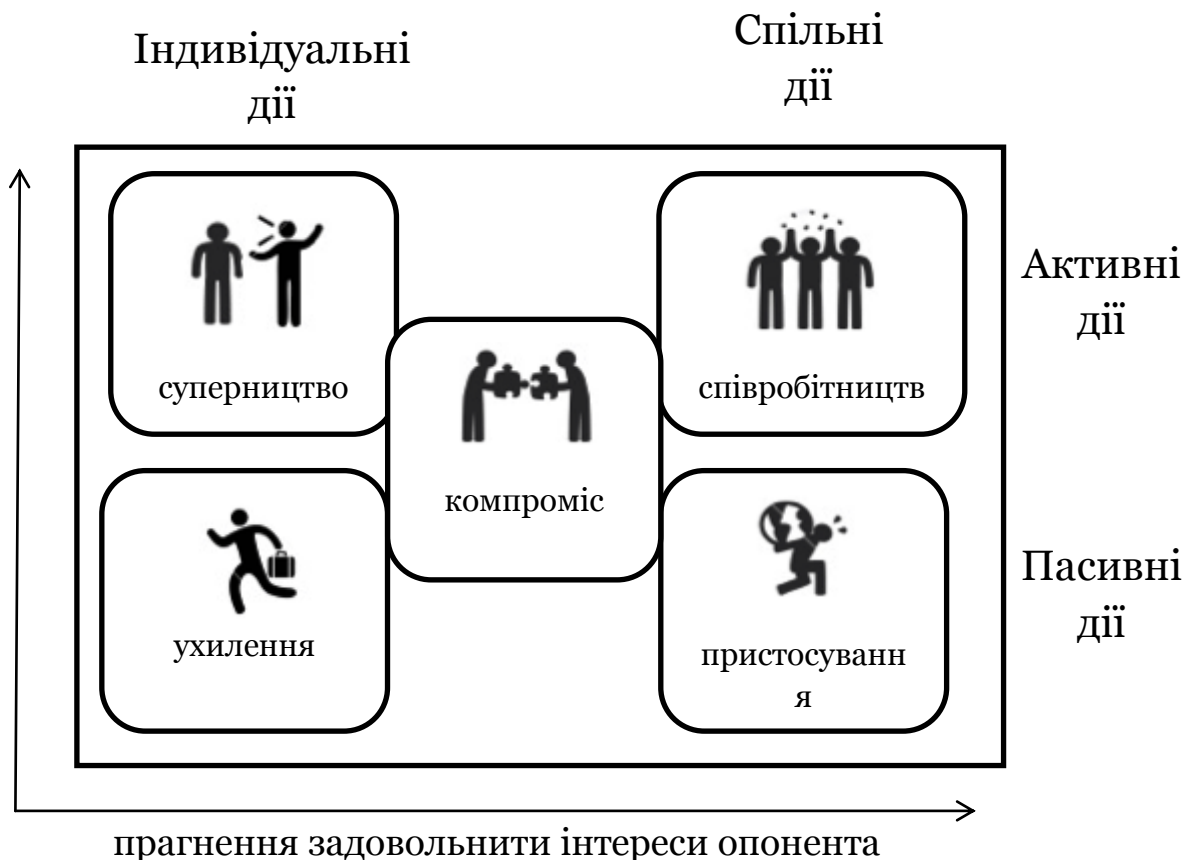 Індивідуальні
дії
Спільні
дії
суперництво
співробітництв
Активні
дії
компроміс
ухилення
пристосуванн
я
Пасивні
дії
прагнення задовольнити інтереси опонента